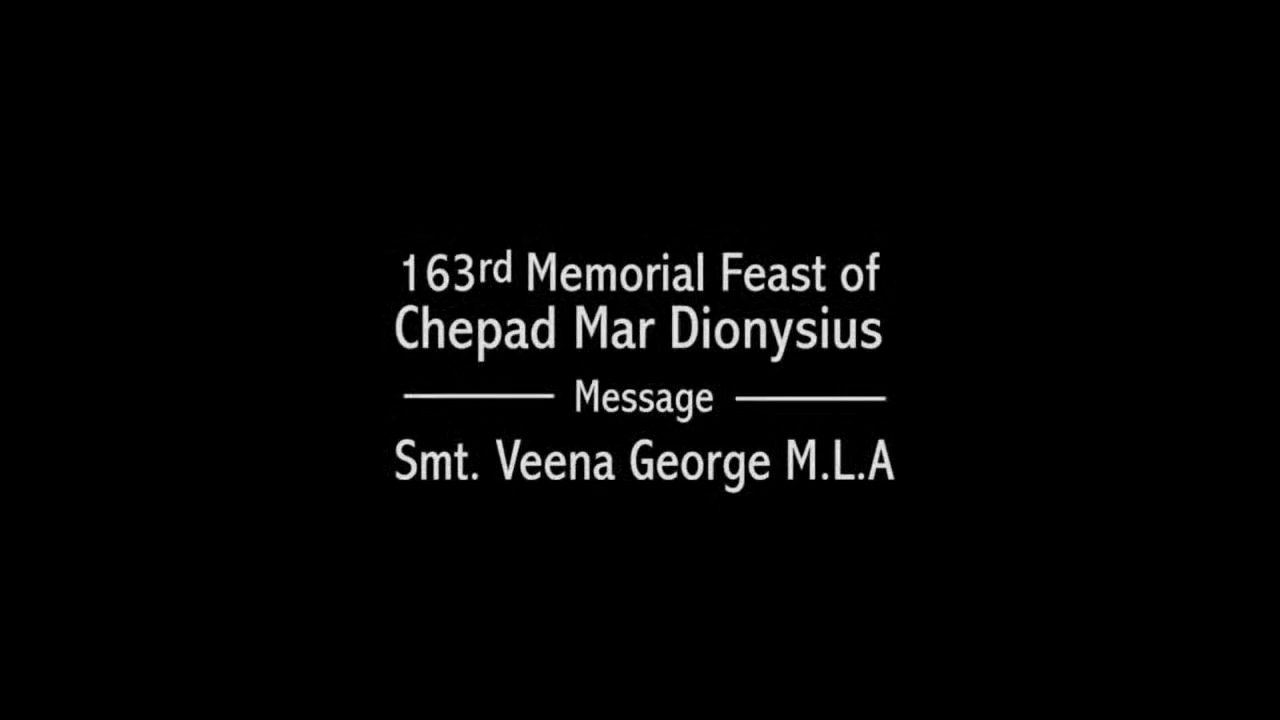 163rd Memorial Feast of
Chepad Mar Dionysius
Message
Smt. Veena George M.L.A